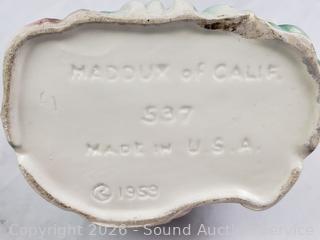 MADDUX of CALIF.
537
MADE IN U.S.A.
© 1959
Copyright 2026 - Sound Auction Service